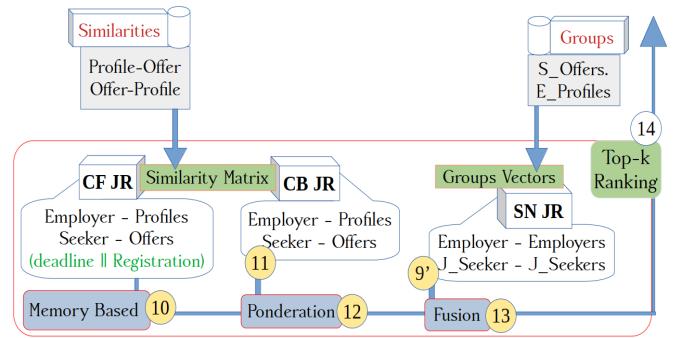 Similarities
Groups
Profile-Offer
Offer-Profile
S_Offers.
E_Profiles
14
Top-k
Ranking
CF JR
Similarity Matrix
CB JR
Groups Vectors
SN JR
Employer - Profiles
Seeker - Offers
(deadline || Registration)
Employer - Profiles
Seeker - Offers
Employer - Employers
J_Seeker - J_Seekers
11
9'
Memory Based
10
Ponderation
12
Fusion
13